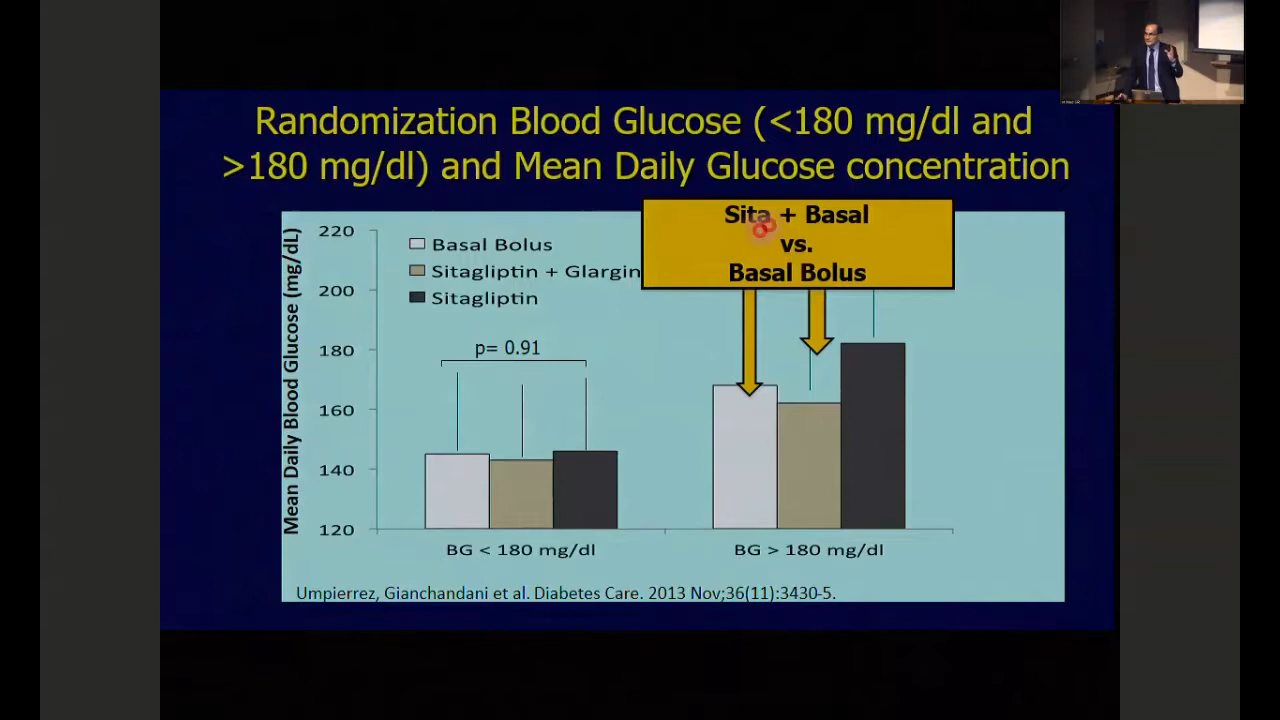 Randomization Blood Glucose (<180 mg/dl and
>180 mg/dl) and Mean Daily Glucose concentration
Sita + Basal
vs.
Basal Bolus
Mean Daily Blood Glucose (mg/dL)
220
200
180
160
140
120
Basal Bolus
Sitagliptin + Glargin
Sitagliptin
p= 0.91
BG < 180 mg/dl
BG > 180 mg/dl
Umpierrez, Gianchandani et al. Diabetes Care. 2013 Nov;36(11):3430-5.